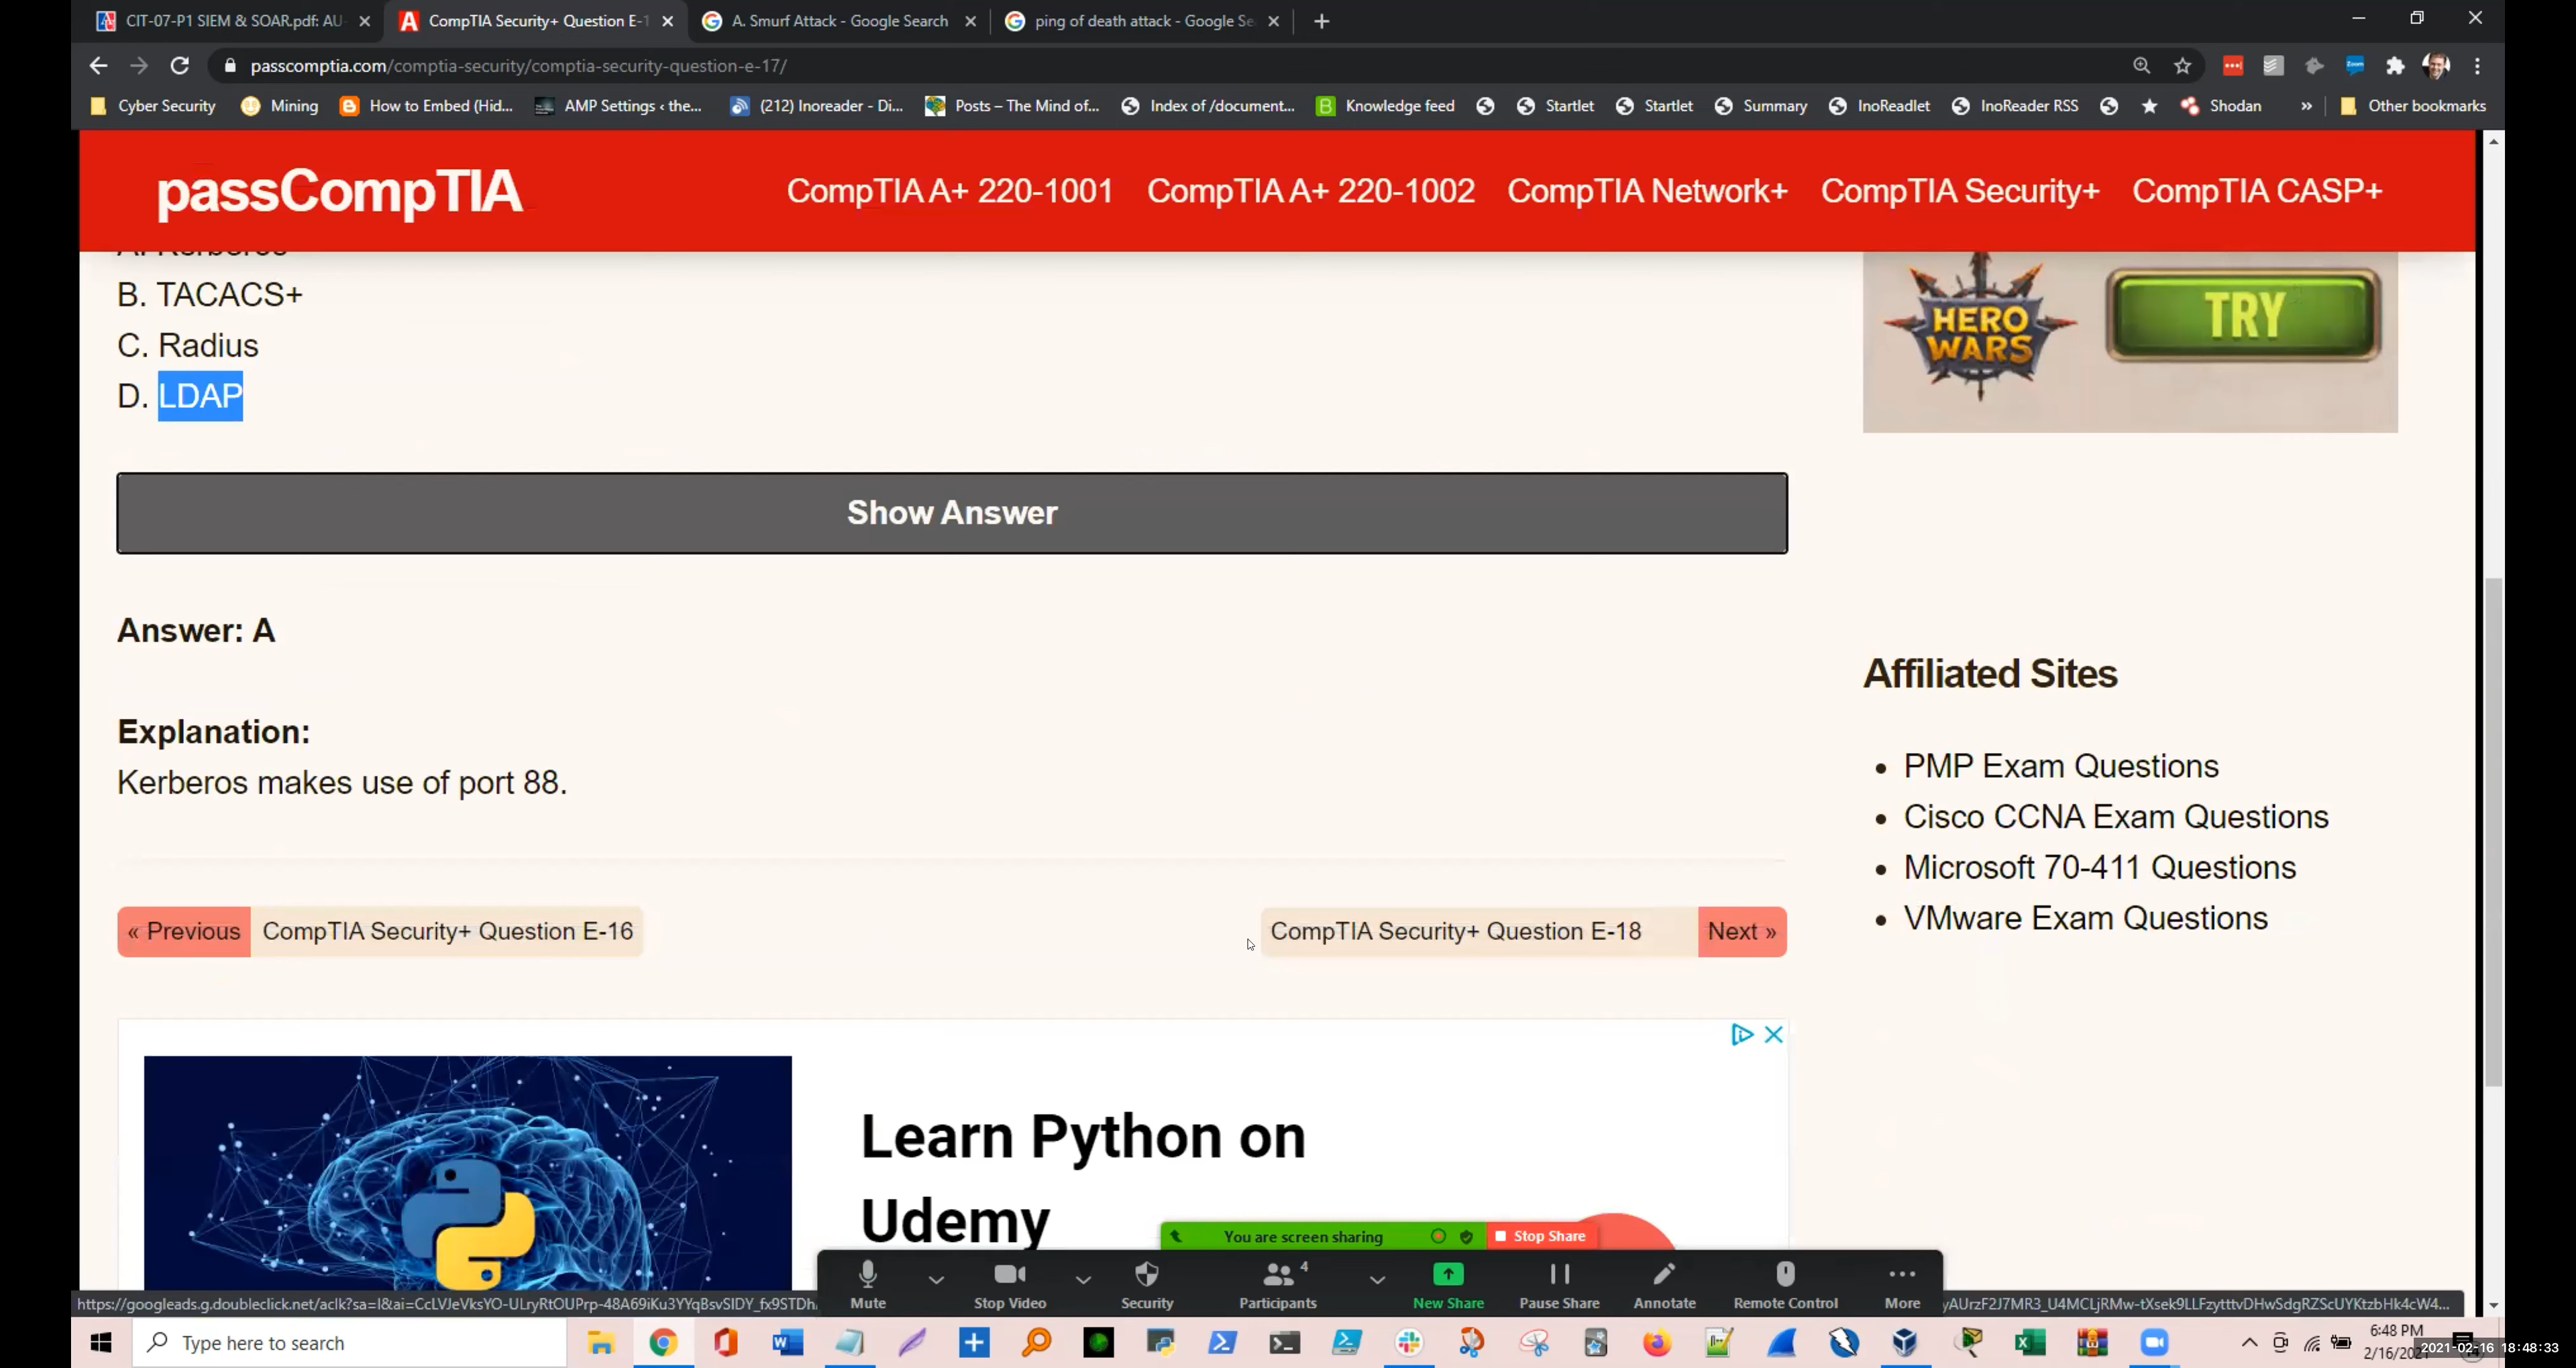 CIT-07-P1 SIEM & SOAR.pdf: AU-
CompTIA Security+ Question E-1
A. Smurf Attack - Google Search
ping of death attack - Google Se
passcomptia.com/comptia-security/comptia-security-question-e-17/
Cyber Security
Mining
How to Embed (Hid...
AMP Settings ‹ the...
(212) Inoreader - Di...
Posts – The Mind of...
Index of /document...
Knowledge feed
Startlet
Startlet
Summary
InoReadlet
InoReader RSS
Shodan
»
Other bookmarks
passCompTIA
CompTIA A+ 220-1001
CompTIA A+ 220-1002
CompTIA Network+
CompTIA Security+
CompTIA CASP+
A. Kerberos
B. TACACS+
C. Radius
D. LDAP
HERO
WARS
TRY
Show Answer
Answer: A
Explanation:
Kerberos makes use of port 88.
Affiliated Sites
• PMP Exam Questions
• Cisco CCNA Exam Questions
• Microsoft 70-411 Questions
• VMware Exam Questions
« Previous
CompTIA Security+ Question E-16
CompTIA Security+ Question E-18
Next »
Learn Python on
Udemy
You are screen sharing
Stop Share
Mute
Stop Video
Security
4
Participants
New Share
Pause Share
Annotate
Remote Control
More
Type here to search
6:48 PM
2021-02-16 18:48:33